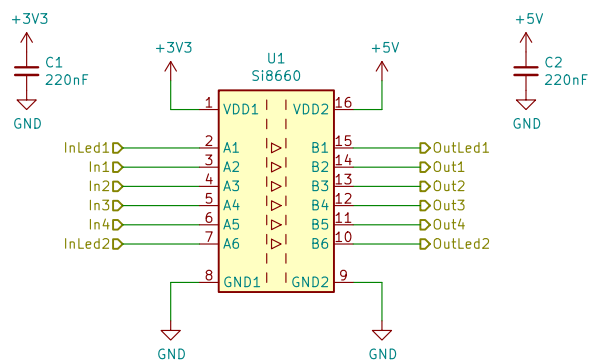 +3V3
+5V
C1
220nF
GND
+3V3
U1
Si8660
+5V
C2
220nF
GND
1 VDD1 VDD2 16
InLed1 2 A1 B1 15 OutLed1
In1 3 A2 B2 14 Out1
In2 4 A3 B3 13 Out2
In3 5 A4 B4 12 Out3
In4 6 A5 B5 11 Out4
InLed2 7 A6 B6 10 OutLed2
8 GND1 GND2 9
GND
GND